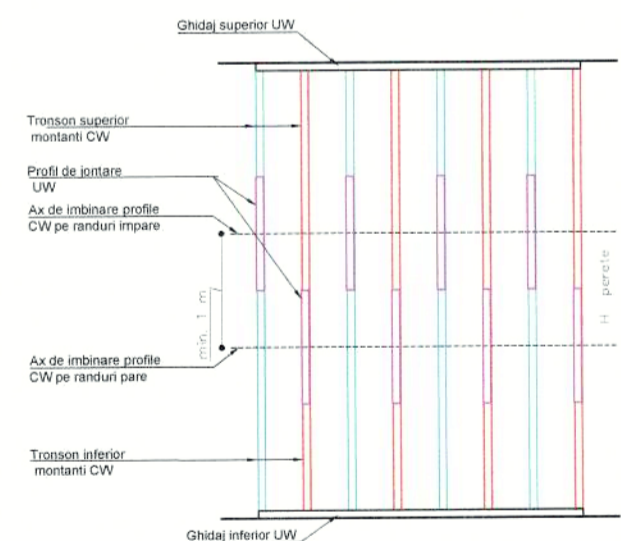 Ghidaj superior UW
Tronson superior
montanti CW
Profil de jontare
UW
Ax de imbinare profile
CW pe randuri impare
min. 1 m
H perete
Ax de imbinare profile
CW pe randuri pare
Tronson inferior
montanti CW
Ghidaj inferior UW